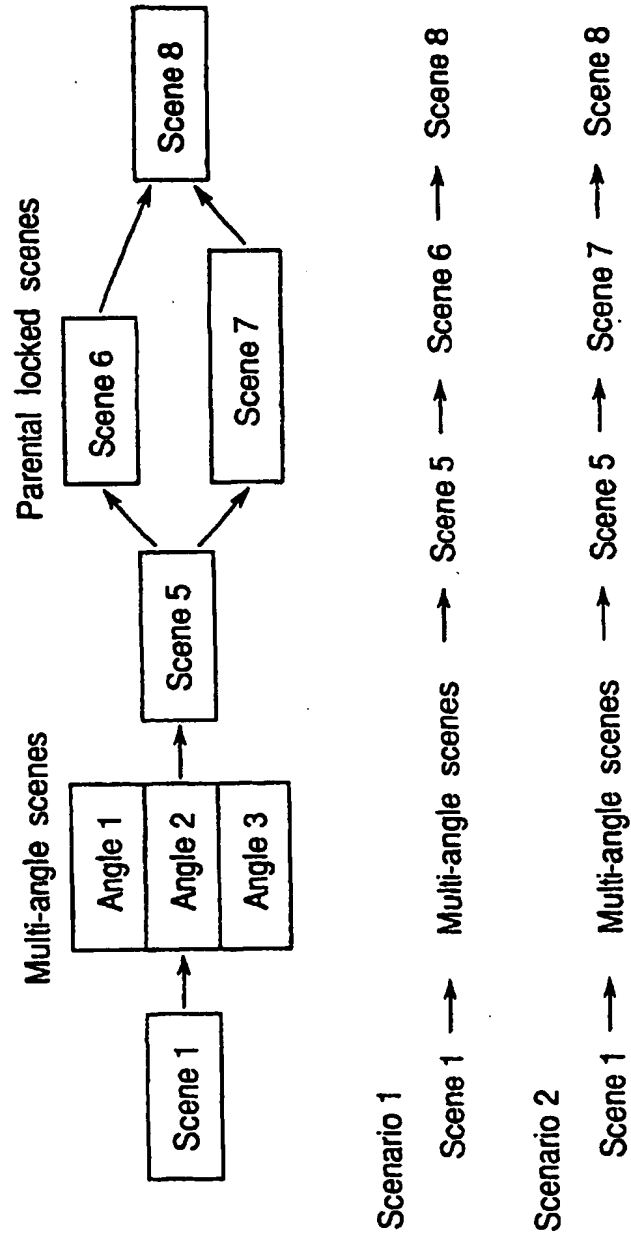 Multi-angle scenes
Parental locked scenes
Scene 1
Angle 1
Angle 2
Angle 3
Scene 5
Scene 6
Scene 7
Scene 8
Scenario 1
Scene 1 → Multi-angle scenes → Scene 5 → Scene 6 → Scene 8
Scenario 2
Scene 1 → Multi-angle scenes → Scene 5 → Scene 7 → Scene 8